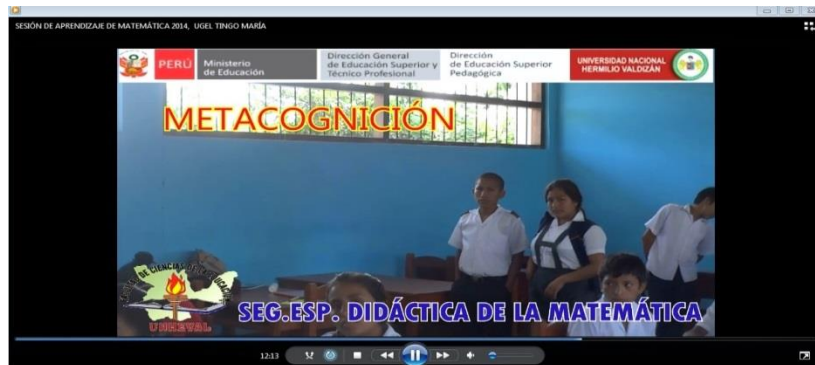 SESIÓN DE APRENDIZAJE DE MATEMÁTICA 2014, UGEL TINGO MARÍA
PERÚ
Ministerio
de Educación
Dirección General
de Educación Superior y
Técnico Profesional
Dirección
de Educación Superior
Pedagógica
UNIVERSIDAD NACIONAL
HERMILIO VALDIZÁN
METACOGNICIÓN
SEG.ESP. DIDÁCTICA DE LA MATEMÁTICA
12:13